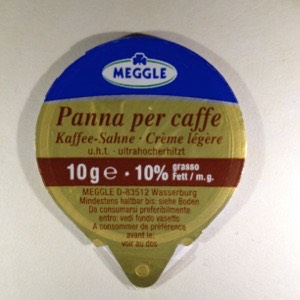 MEGGLE
Panna per caffe
Kaffee-Sahne · Crème légère
u.h.t. · ultrahocherhitzt
10 g e · 10% grasso Fett / m.g.
MEGGLE D-83512 Wasserburg
Mindestens haltbar bis: siehe Boden
Da consumarsi preferibilmente
entro: vedi fondo vasetto
A consommer de préférence
avant le:
voir au dos